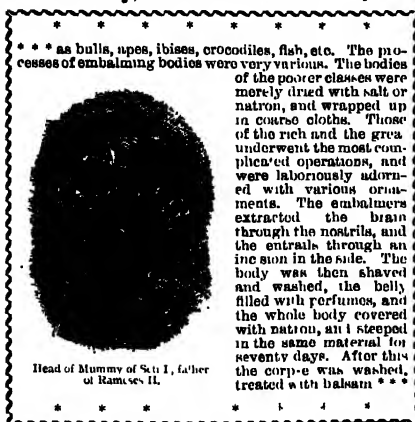 * * * * * * *
* * * as bulls, apes, ibises, crocodiles, fish, etc. The pro-
cesses of embalming bodies were very various. The bodies
of the poorer classes were
merely dried with salt or
natron, and wrapped up
in coarse cloths. Those
of the rich and the grea
underwent the most com-
plicated operations, and
were laboriously adorn-
ed with various orna-
ments. The embalmers
extracted the brain
through the nostrils, and
the entrails through an
incision in the side. The
body was then shaved
and washed, the belly
filled with perfumes, and
the whole body covered
with natron, and steeped
in the same material for
seventy days. After this
the corpse was washed,
treated with balsam * * *
Head of Mummy of Seti I, father
of Rameses II.
* * * * * * *